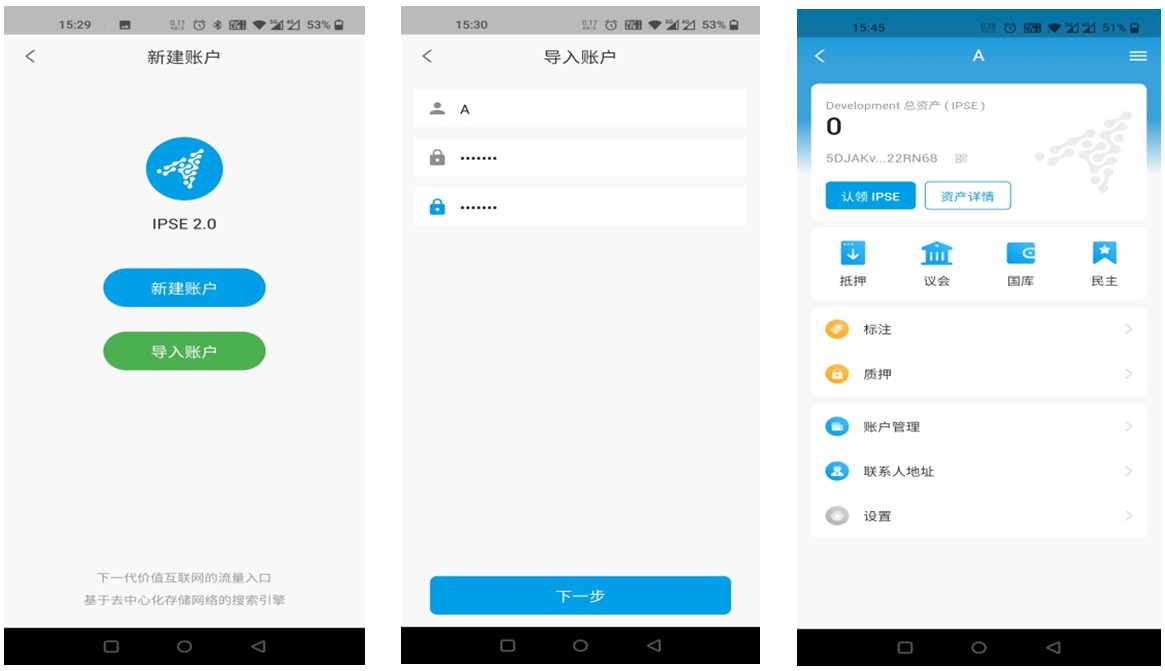 15:29
53%
新建账户
IPSE 2.0
新建账户
导入账户
下一代价值互联网的流量入口
基于去中心化存储网络的搜索引擎
15:30
53%
导入账户
A
•••••••
•••••••
下一步
15:45
51%
A
Development 总资产 ( IPSE )
0
5DJAKv...22RN68
认领 IPSE
资产详情
抵押
议会
国库
民主
标注
质押
账户管理
联系人地址
设置